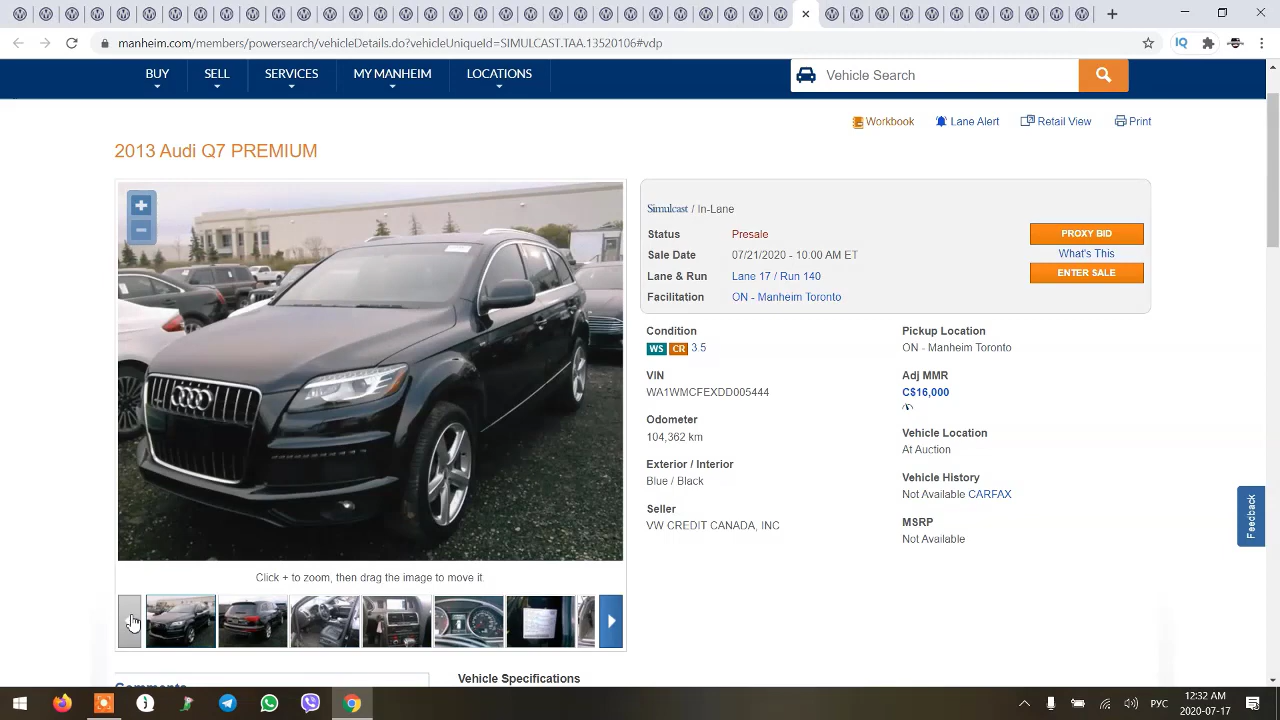 manheim.com/members/powersearch/vehicleDetails.do?vehicleUniqueId=SIMULCAST.TAA.13520106#vdp
IQ
BUY SELL SERVICES MY MANHEIM LOCATIONS
Vehicle Search
Workbook Lane Alert Retail View Print
2013 Audi Q7 PREMIUM
Simulcast / In-Lane
Status Presale
PROXY BID
Sale Date 07/21/2020 - 10:00 AM ET
What's This
Lane & Run Lane 17 / Run 140
ENTER SALE
Facilitation ON - Manheim Toronto
Condition
WS CR 3.5
VIN
WA1WMCFEXDD005444
Odometer
104,362 km
Exterior / Interior
Blue / Black
Seller
VW CREDIT CANADA, INC
Pickup Location
ON - Manheim Toronto
Adj MMR
C$16,000
Vehicle Location
At Auction
Vehicle History
Not Available CARFAX
MSRP
Not Available
Feedback
Click + to zoom, then drag the image to move it.
Comments
Vehicle Specifications
РУС
12:32 AM
2020-07-17